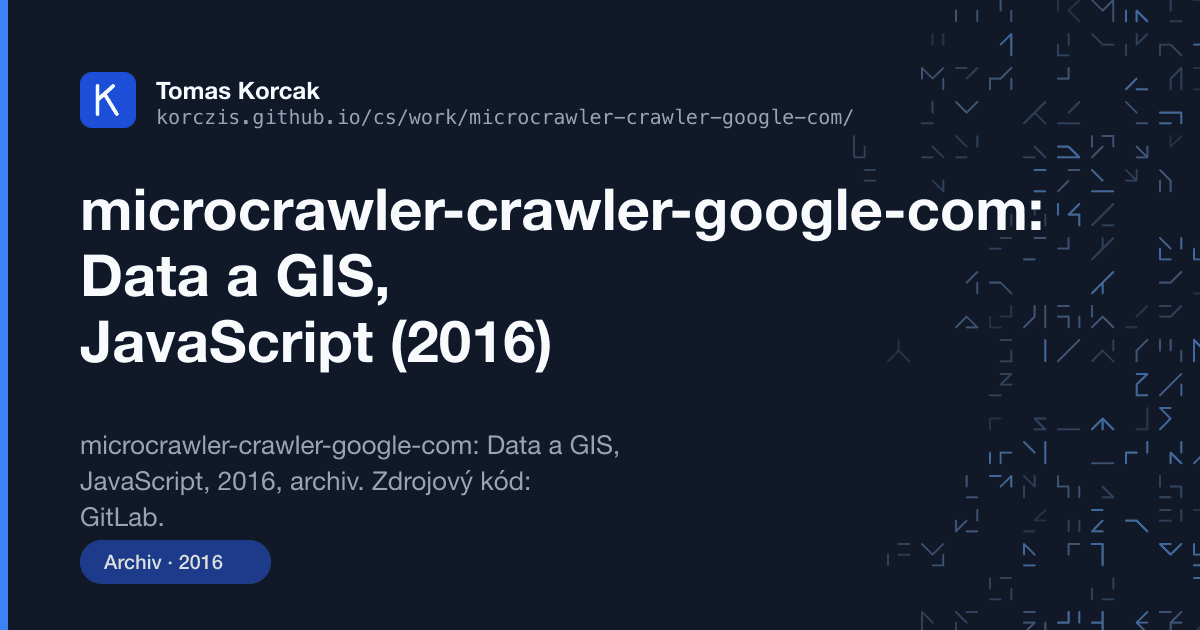 K
Tomas Korcak
korczis.github.io/cs/work/microcrawler-crawler-google-com/
microcrawler-crawler-google-com:
Data a GIS,
JavaScript (2016)
microcrawler-crawler-google-com: Data a GIS,
JavaScript, 2016, archiv. Zdrojový kód:
GitLab.
Archiv · 2016